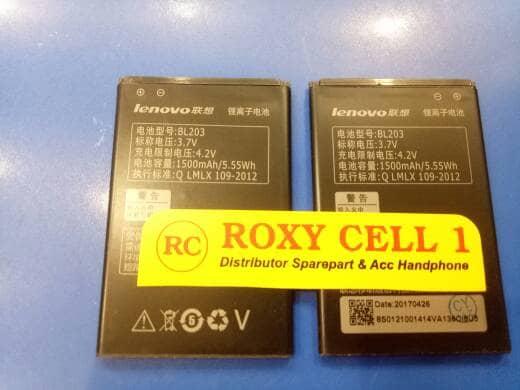 lenovo联想 锂离子电池
电池型号:BL203
标称电压:3.7V
充电限制电压:4.2V
电池容量:1500mAh/5.55Wh
执行标准:Q LMLX 109-2012
警告
lenovo联想 锂离子电池
电池型号:BL203
标称电压:3.7V
充电限制电压:4.2V
电池容量:1500mAh/5.55Wh
执行标准:Q LMLX 109-2012
警告
RC ROXY CELL 1
Distributor Sparepart & Acc Handphone
6 V
Date: 20170426
CY